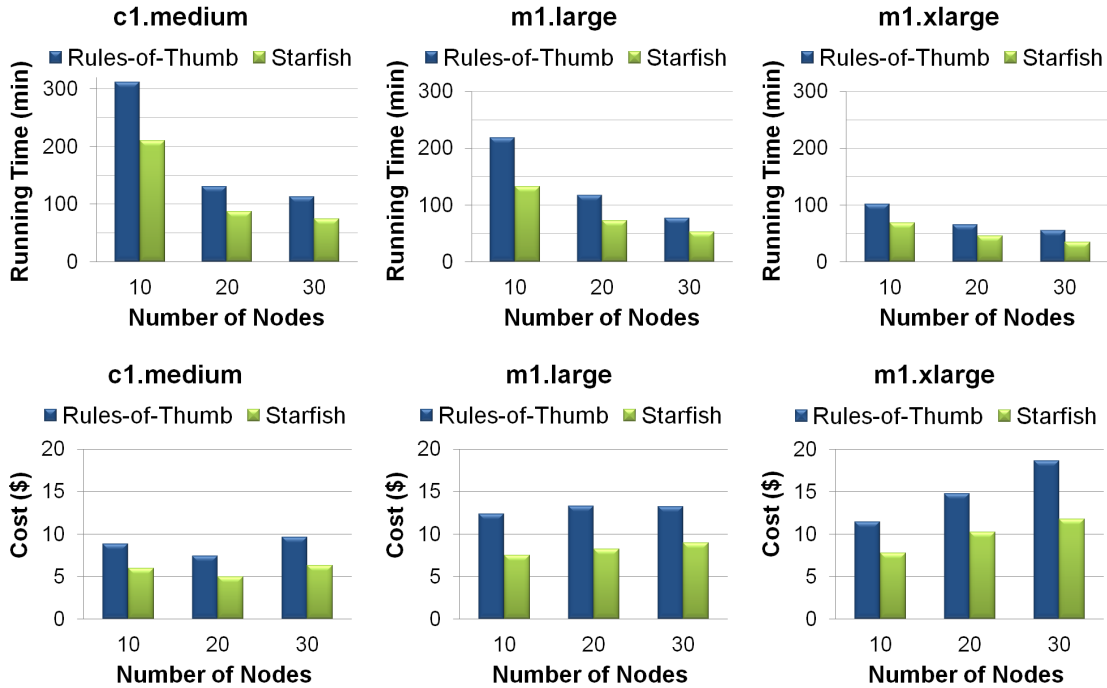 c1.medium
Rules-of-Thumb Starfish
Running Time (min)
300
200
100
0
10 20 30
Number of Nodes
m1.large
Rules-of-Thumb Starfish
Running Time (min)
300
200
100
0
10 20 30
Number of Nodes
m1.xlarge
Rules-of-Thumb Starfish
Running Time (min)
300
200
100
0
10 20 30
Number of Nodes
c1.medium
Rules-of-Thumb Starfish
Cost ($)
20
15
10
5
0
10 20 30
Number of Nodes
m1.large
Rules-of-Thumb Starfish
Cost ($)
20
15
10
5
0
10 20 30
Number of Nodes
m1.xlarge
Rules-of-Thumb Starfish
Cost ($)
20
15
10
5
0
10 20 30
Number of Nodes